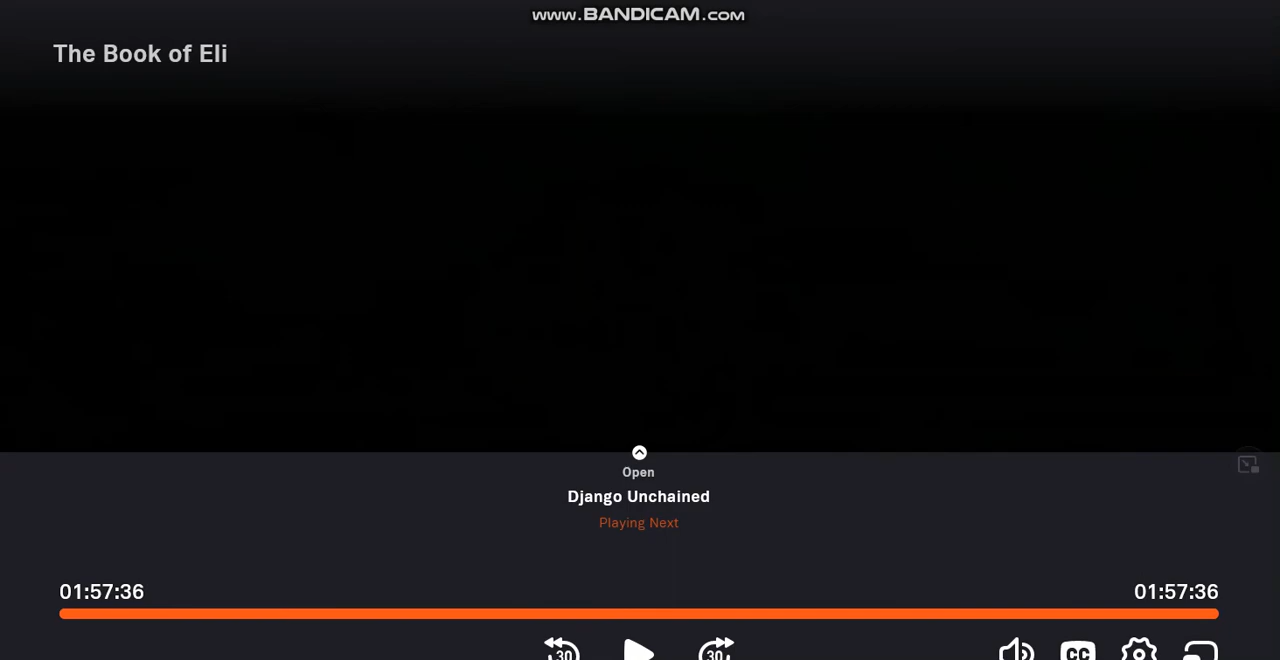 www.BANDICAM.com
The Book of Eli
Open
Django Unchained
Playing Next
01:57:36
01:57:36
30
30
CC